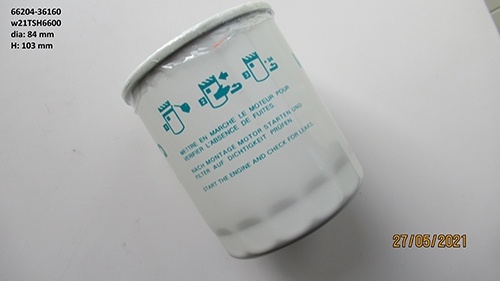 66204-36160
w21TSH6600
dia: 84 mm
H: 103 mm
METTRE EN MARCHE LE MOTEUR POUR
VERIFIER L'ABSENCE DE FUITES.
NACH MONTAGE MOTOR STARTEN UND
FILTER AUF DICHTIGKEIT PRÜFEN.
START THE ENGINE AND CHECK FOR LEAKS
27/05/2021